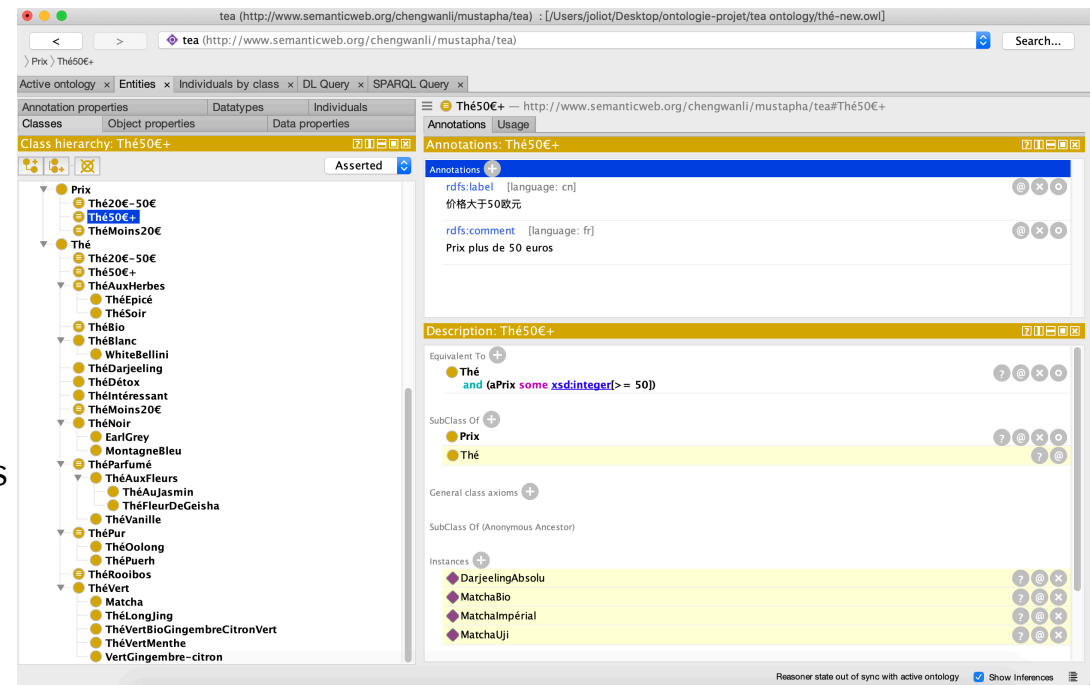 tea (http://www.semanticweb.org/chengwanli/mustapha/tea) : [/Users/joliot/Desktop/ontologie-projet/tea ontology/thé-new.owl]
< > tea (http://www.semanticweb.org/chengwanli/mustapha/tea) Search...
〉Prix 〉Thé50€+
Active ontology × Entities × Individuals by class × DL Query × SPARQL Query ×
Annotation properties Datatypes Individuals
Classes Object properties Data properties
Class hierarchy: Thé50€+
Asserted
Prix
Thé20€-50€
Thé50€+
ThéMoins20€
Thé
Thé20€-50€
Thé50€+
ThéAuxHerbes
ThéEpicé
ThéSoir
ThéBio
ThéBlanc
WhiteBellini
ThéDarjeeling
ThéDétox
ThéIntéressant
ThéMoins20€
ThéNoir
EarlGrey
MontagneBleu
ThéParfumé
ThéAuxFleurs
ThéAuJasmin
ThéFleurDeGeisha
ThéVanille
ThéPur
ThéOolong
ThéPuerh
ThéRooibos
ThéVert
Matcha
ThéLongJing
ThéVertBioGingembreCitronVert
ThéVertMenthe
VertGingembre-citron
s
Thé50€+ — http://www.semanticweb.org/chengwanli/mustapha/tea#Thé50€+
Annotations Usage
Annotations: Thé50€+
Annotations
rdfs:label [language: cn]
价格大于50欧元
rdfs:comment [language: fr]
Prix plus de 50 euros
Description: Thé50€+
Equivalent To
Thé
and (aPrix some xsd:integer[>= 50])
SubClass Of
Prix
Thé
General class axioms
SubClass Of (Anonymous Ancestor)
Instances
DarjeelingAbsolu
MatchaBio
MatchaImpérial
MatchaUji
Reasoner state out of sync with active ontology Show Inferences